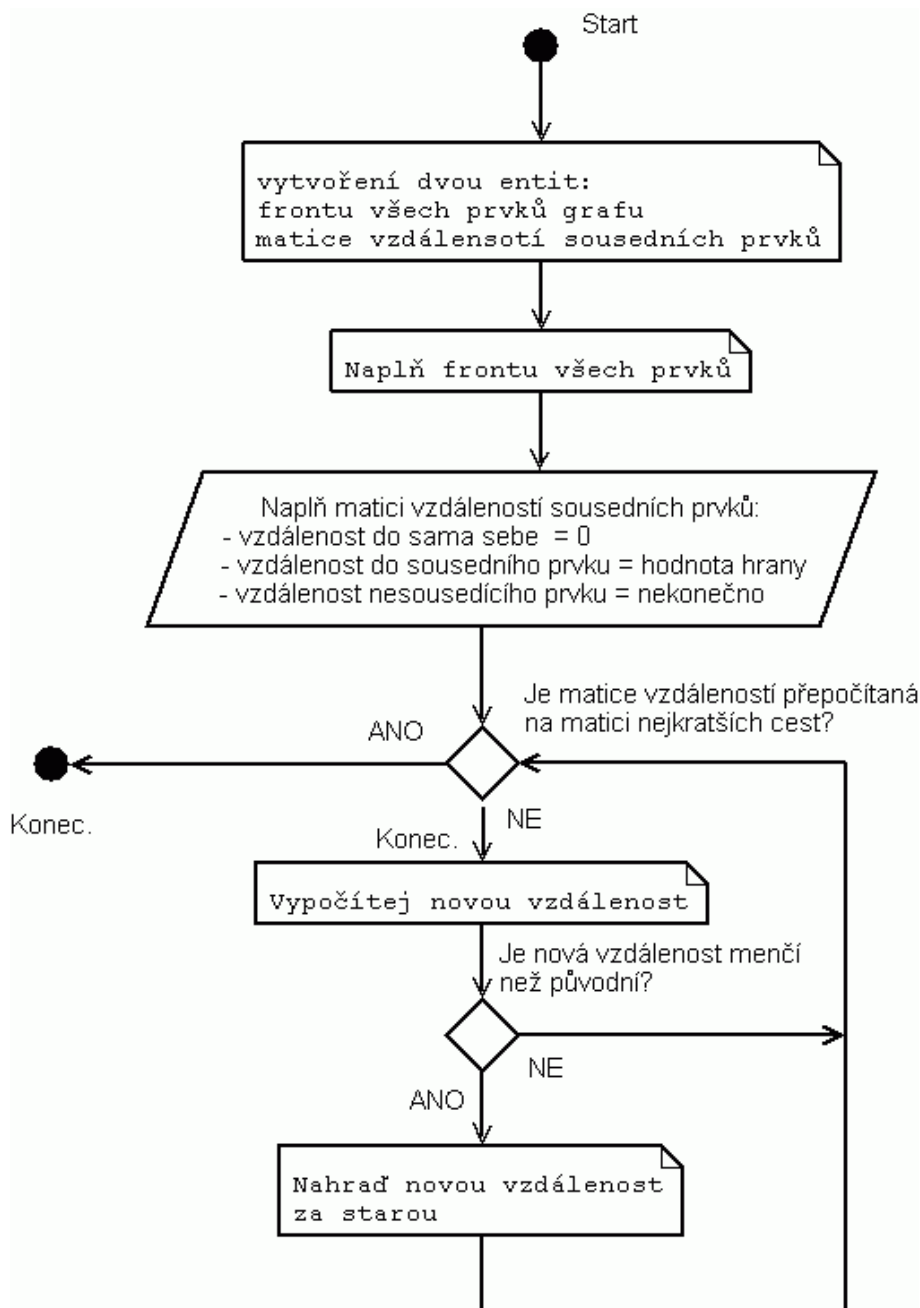 Start
vytvoření dvou entit:
frontu všech prvků grafu
matice vzdálensotí sousedních prvků
Naplň frontu všech prvků
Naplň matici vzdáleností sousedních prvků:
- vzdálenost do sama sebe = 0
- vzdálenost do sousedního prvku = hodnota hrany
- vzdálenost nesousedícího prvku = nekonečno
Je matice vzdáleností přepočítaná
na matici nejkratších cest?
ANO
Konec.
NE
Konec.
Vypočítej novou vzdálenost
Je nová vzdálenost menčí
než původní?
NE
ANO
Nahraď novou vzdálenost
za starou